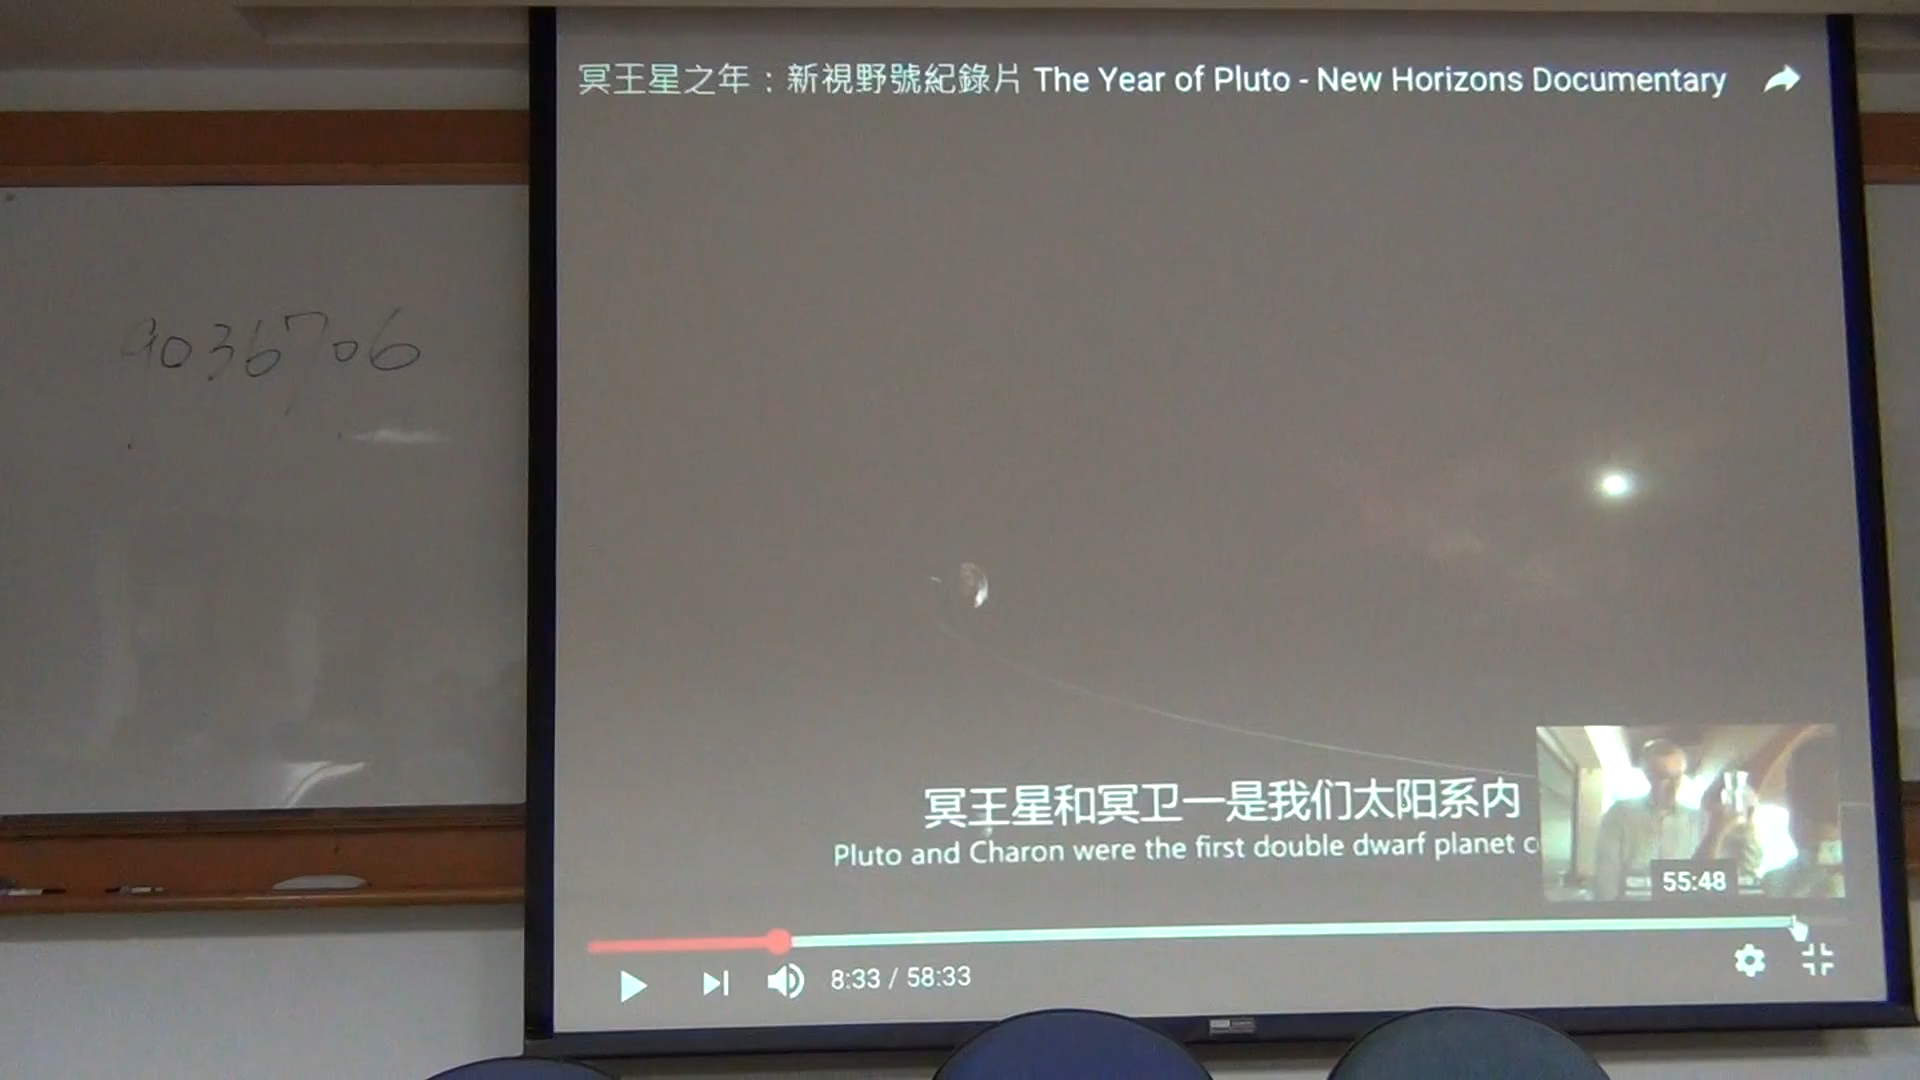 冥王星之年：新視野號紀錄片 The Year of Pluto - New Horizons Documentary
9036706
冥王星和冥卫一是我们太阳系内
Pluto and Charon were the first double dwarf planet c
55:48
8:33 / 58:33